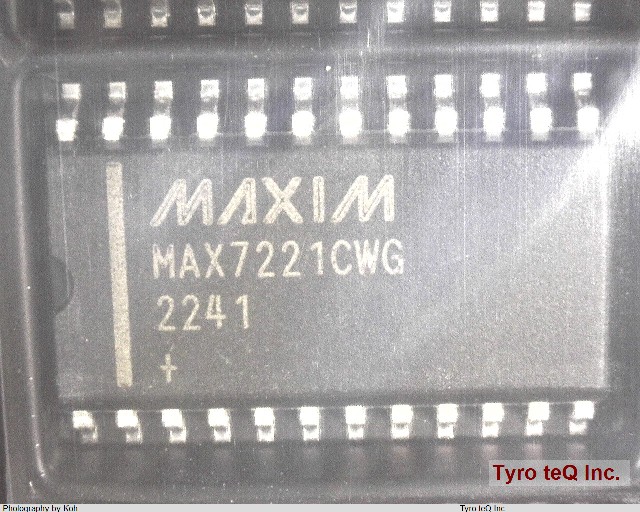 MAXIM
MAX7221CWG
2241
+
Tyro teQ Inc.
Photography by Koh
Tyro teQ Inc